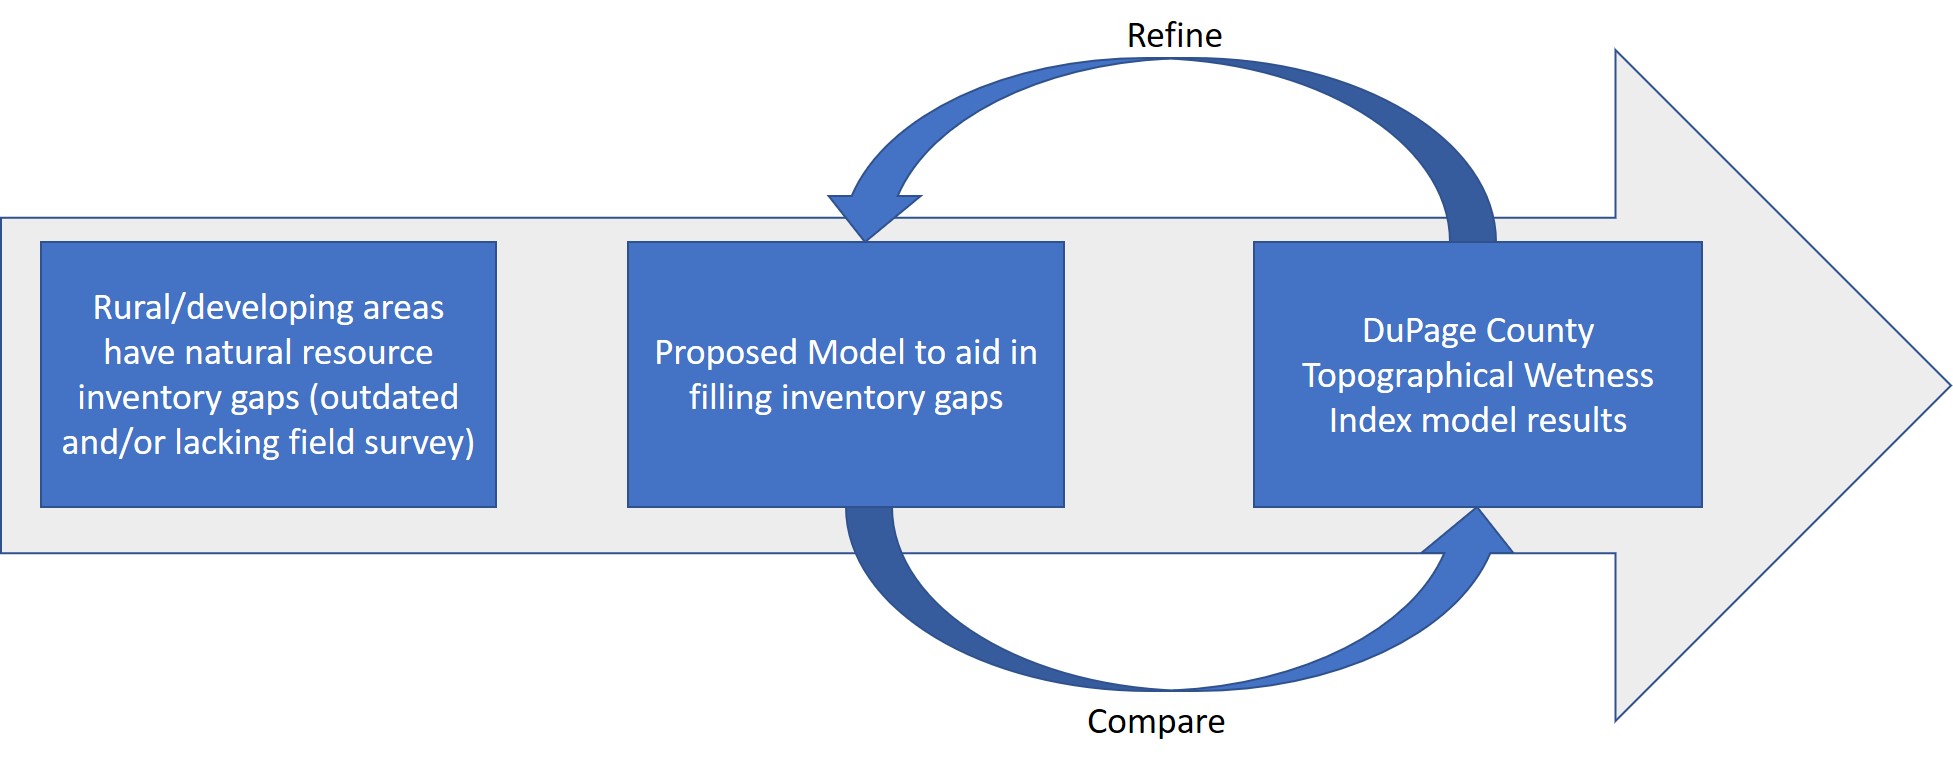 Refine
Rural/developing areas
have natural resource
inventory gaps (outdated
and/or lacking field survey)
Proposed Model to aid in
filling inventory gaps
DuPage County
Topographical Wetness
Index model results
Compare